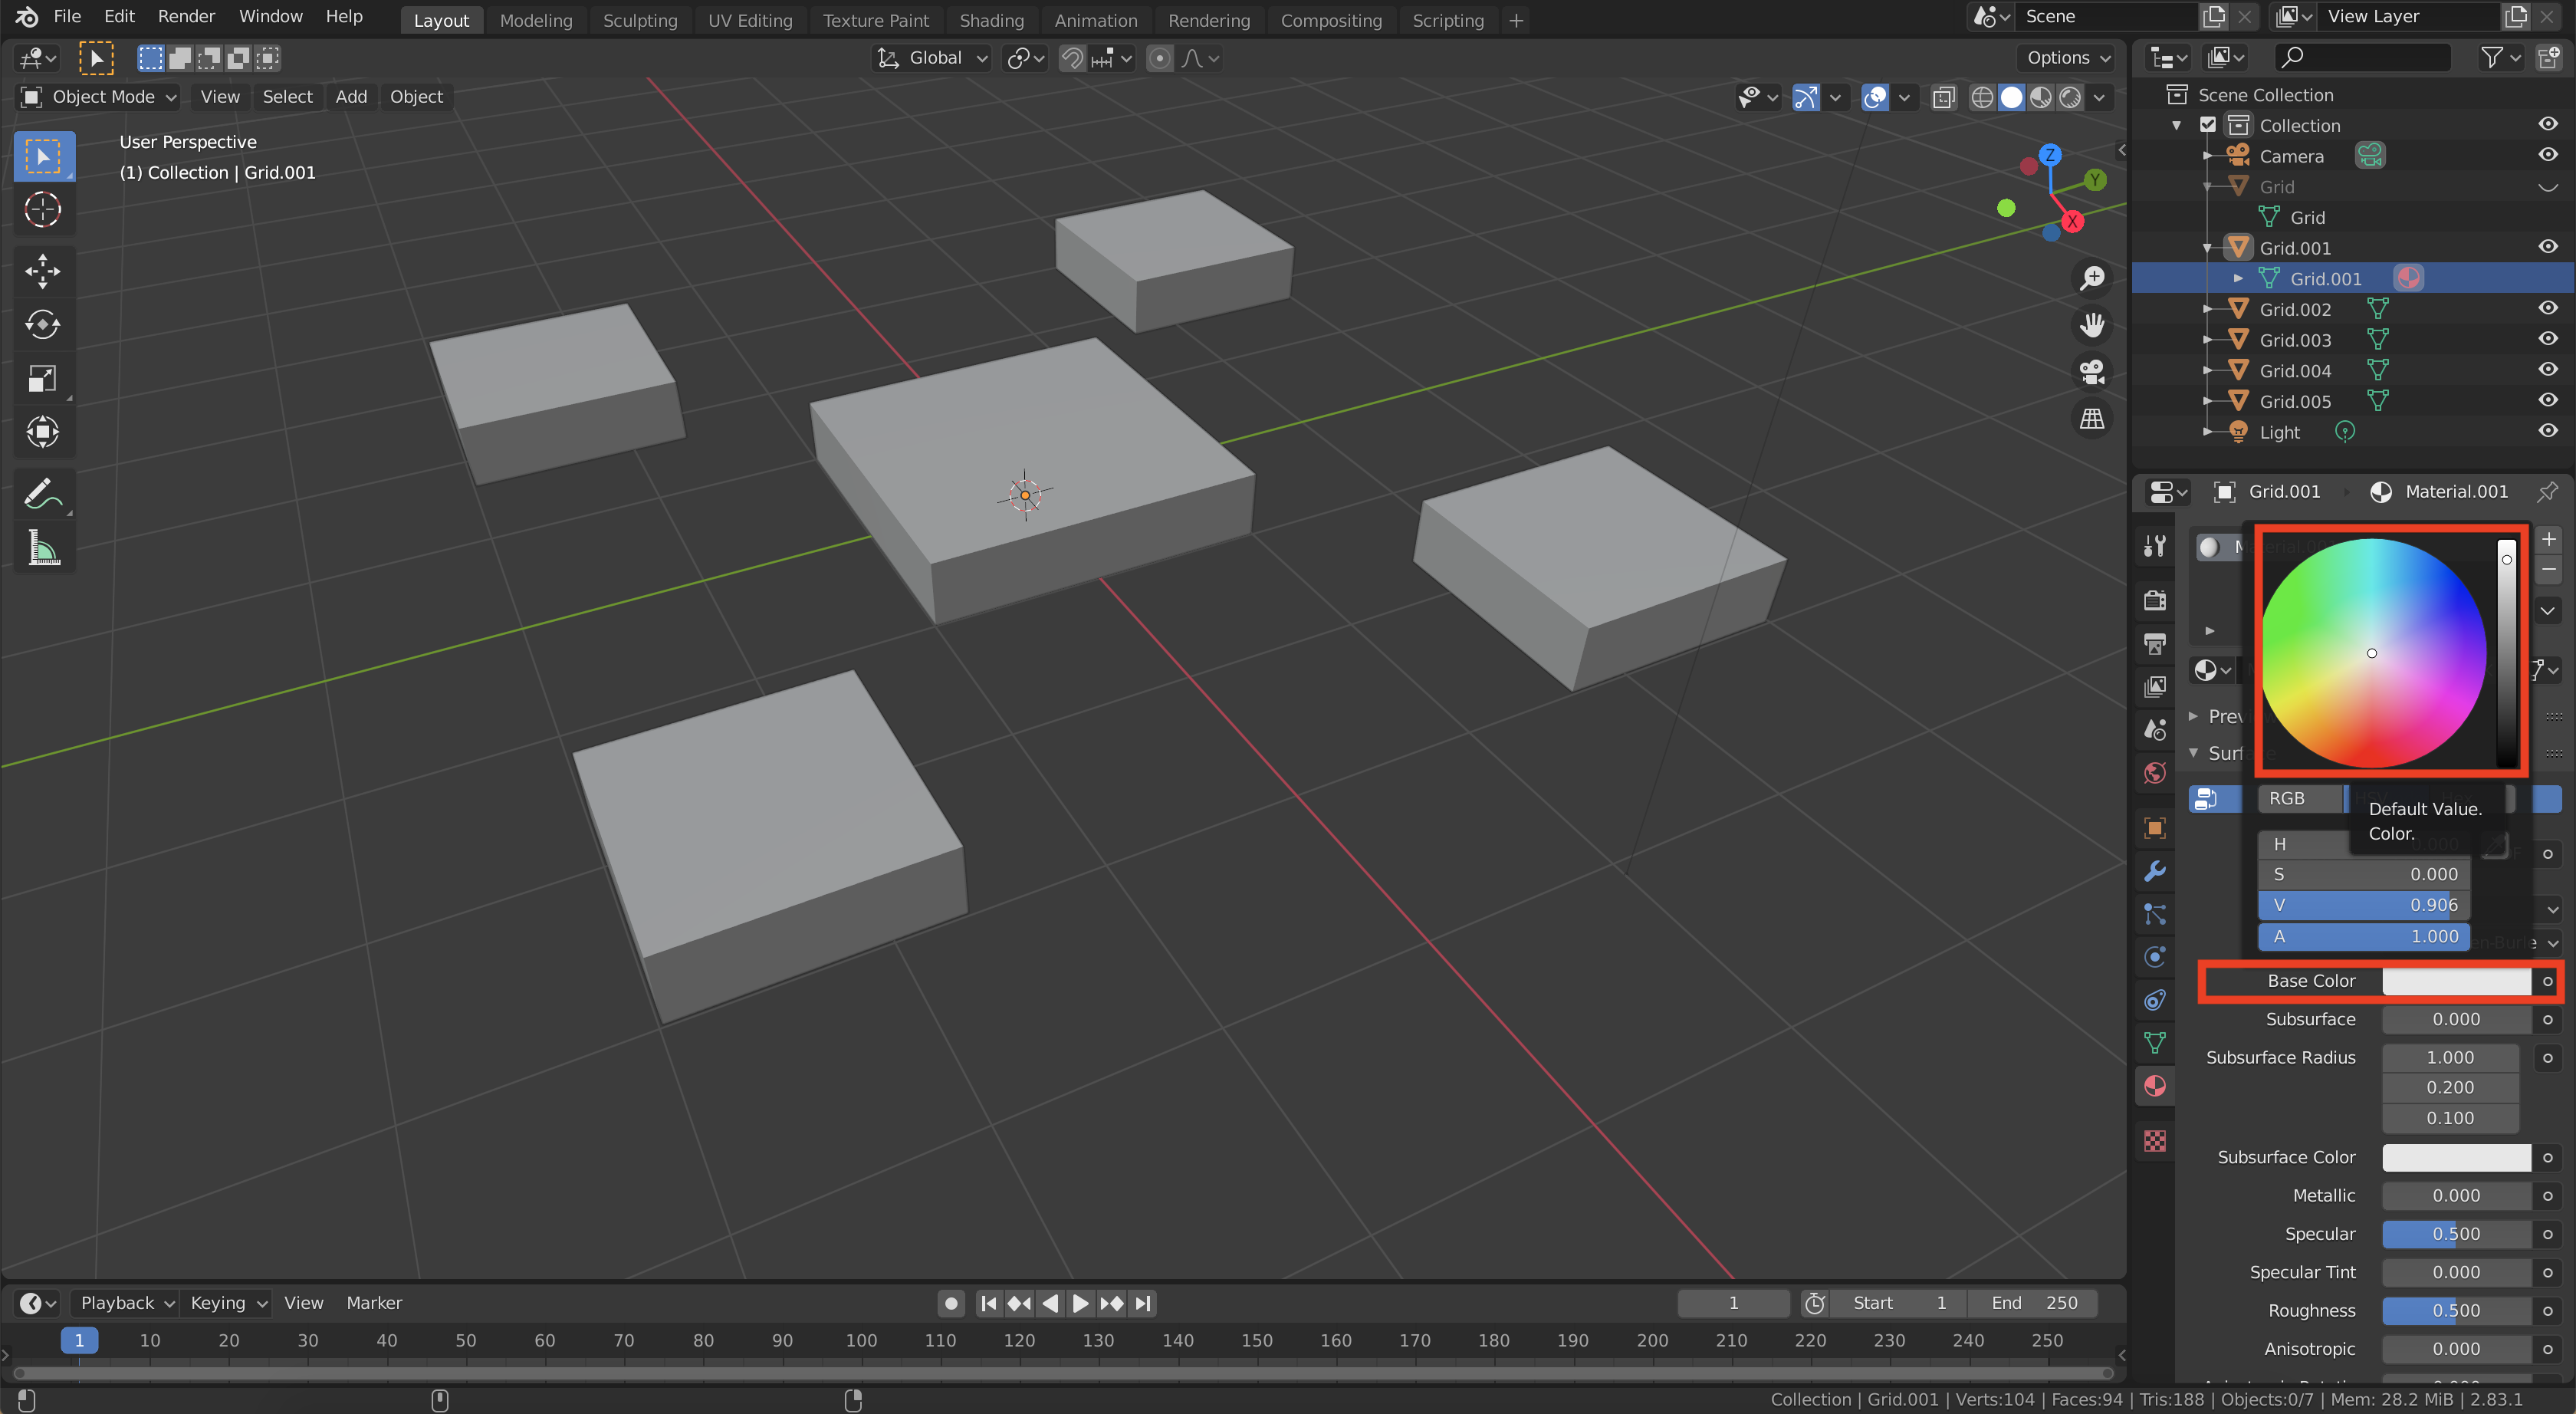 File Edit Render Window Help Layout Modeling Sculpting UV Editing Texture Paint Shading Animation Rendering Compositing Scripting + Scene View Layer
Global Options
Object Mode View Select Add Object
User Perspective
(1) Collection | Grid.001
Z
Y
X
Scene Collection
Collection
Camera
Grid
Grid
Grid.001
Grid.001
Grid.002
Grid.003
Grid.004
Grid.005
Light
Grid.001 Material.001
Prev
Surf
RGB
Default Value.
Color.
H 0.000
S 0.000
V 0.906
A 1.000
Base Color
Subsurface 0.000
Subsurface Radius 1.000
0.200
0.100
Subsurface Color
Metallic 0.000
Specular 0.500
Specular Tint 0.000
Roughness 0.500
Anisotropic 0.000
Playback Keying View Marker 1 Start 1 End 250
1 10 20 30 40 50 60 70 80 90 100 110 120 130 140 150 160 170 180 190 200 210 220 230 240 250
Collection | Grid.001 | Verts:104 | Faces:94 | Tris:188 | Objects:0/7 | Mem: 28.2 MiB | 2.83.1